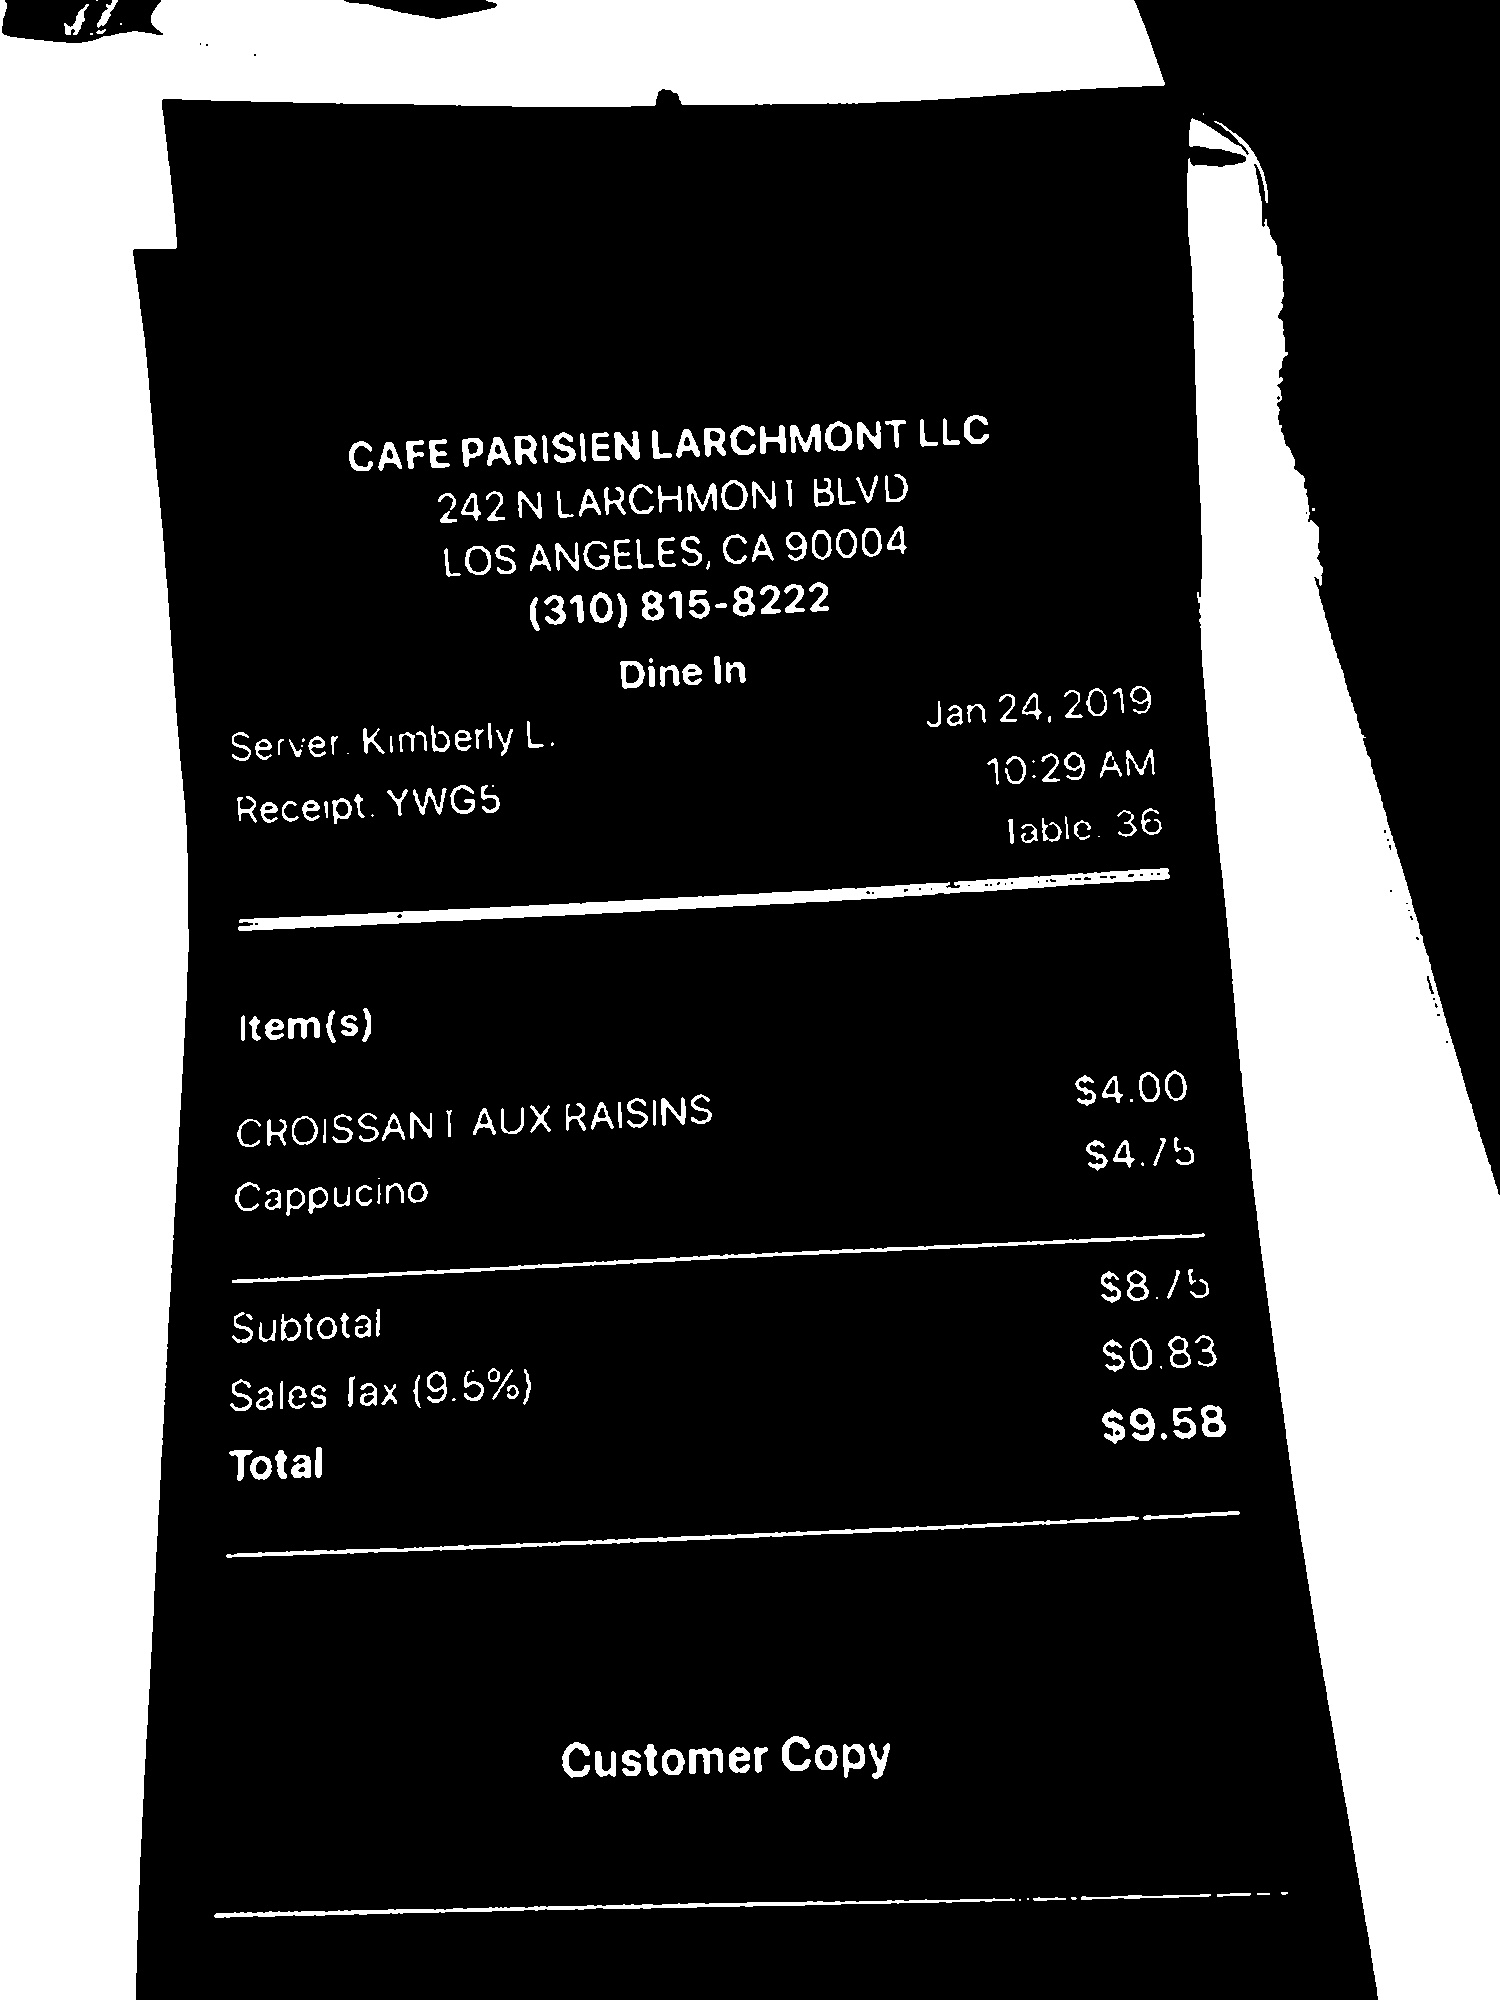 CAFE PARISIEN LARCHMONT LLC
242 N LARCHMONT BLVD
LOS ANGELES, CA 90004
(310) 815-8222
Dine In
Server: Kimberly L.
Jan 24, 2019
Receipt: YWG5
10:29 AM
Table: 36
Item(s)
CROISSANT AUX RAISINS $4.00
Cappucino $4.75
Subtotal $8.75
Sales Tax (9.5%) $0.83
Total $9.58
Customer Copy